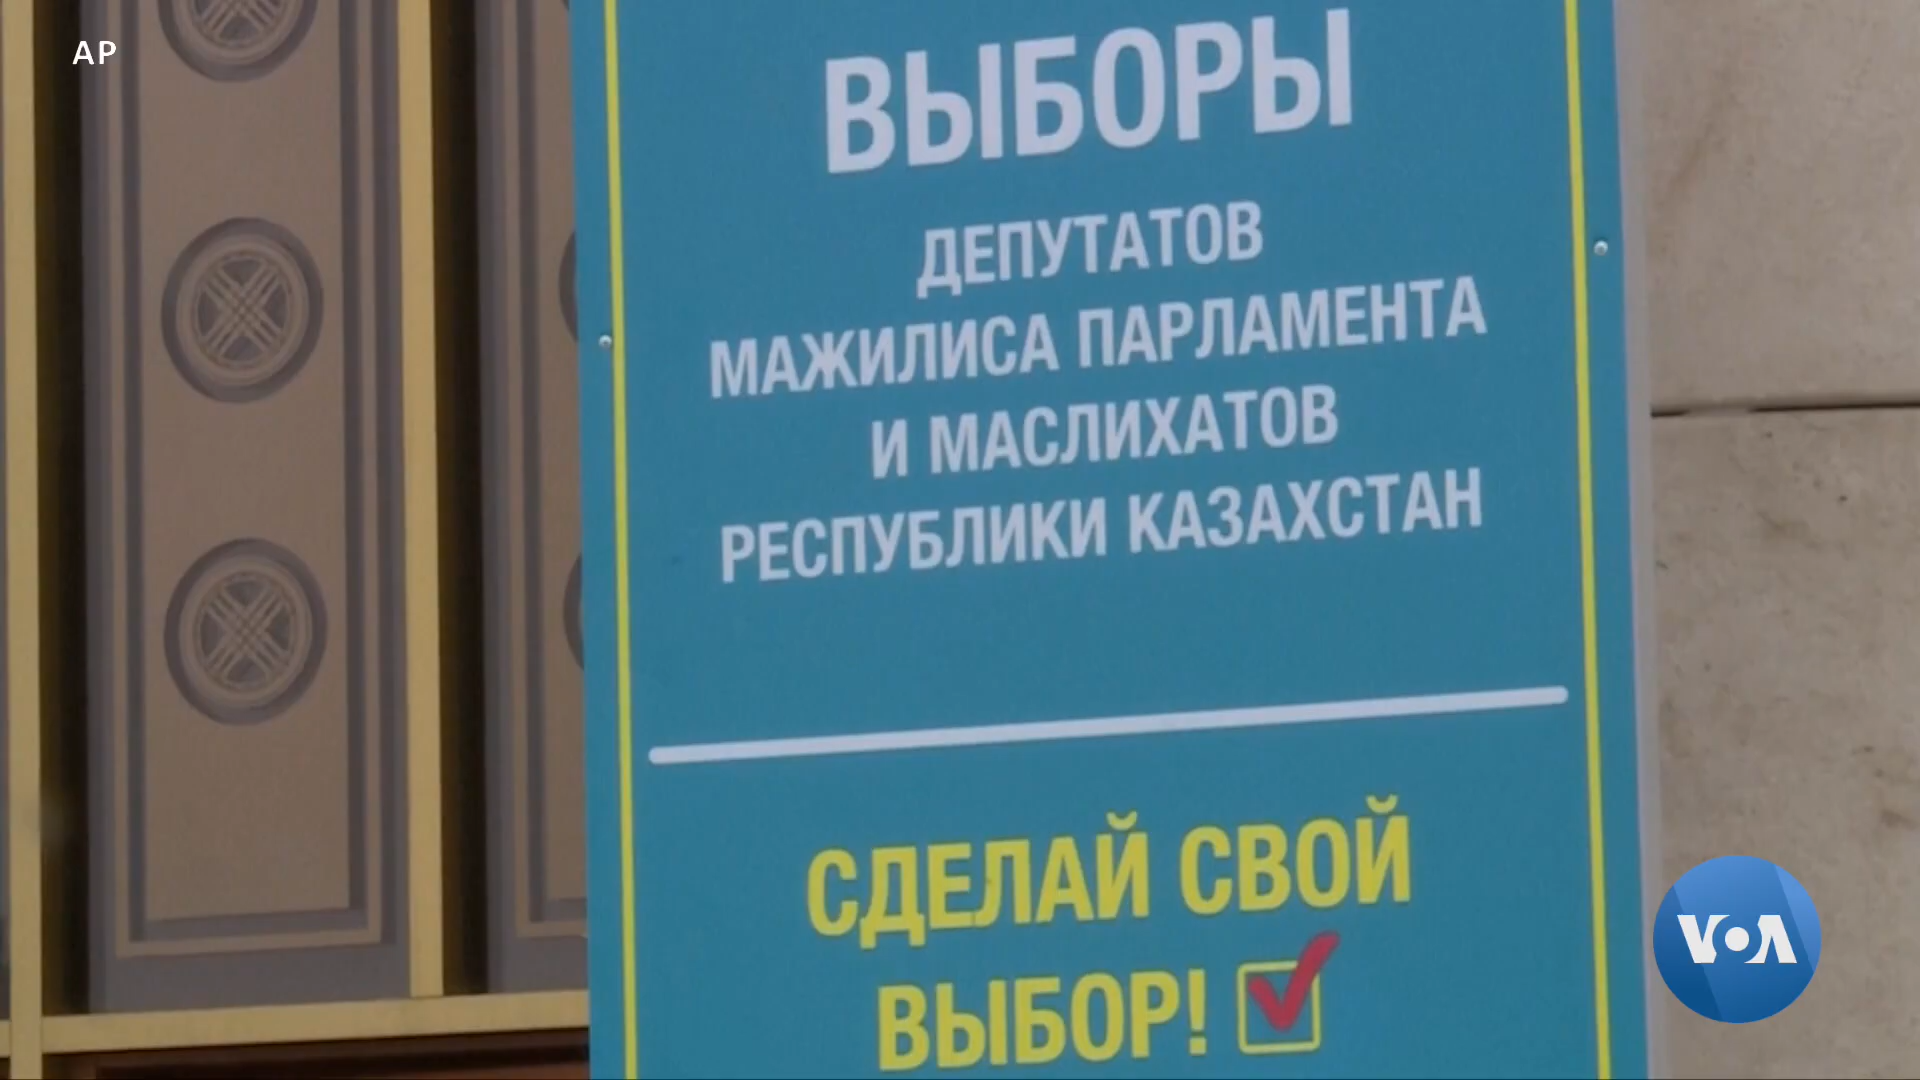 AP
ВЫБОРЫ
ДЕПУТАТОВ
МАЖИЛИСА ПАРЛАМЕНТА
И МАСЛИХАТОВ
РЕСПУБЛИКИ КАЗАХСТАН
СДЕЛАЙ СВОЙ
ВЫБОР!
VOA